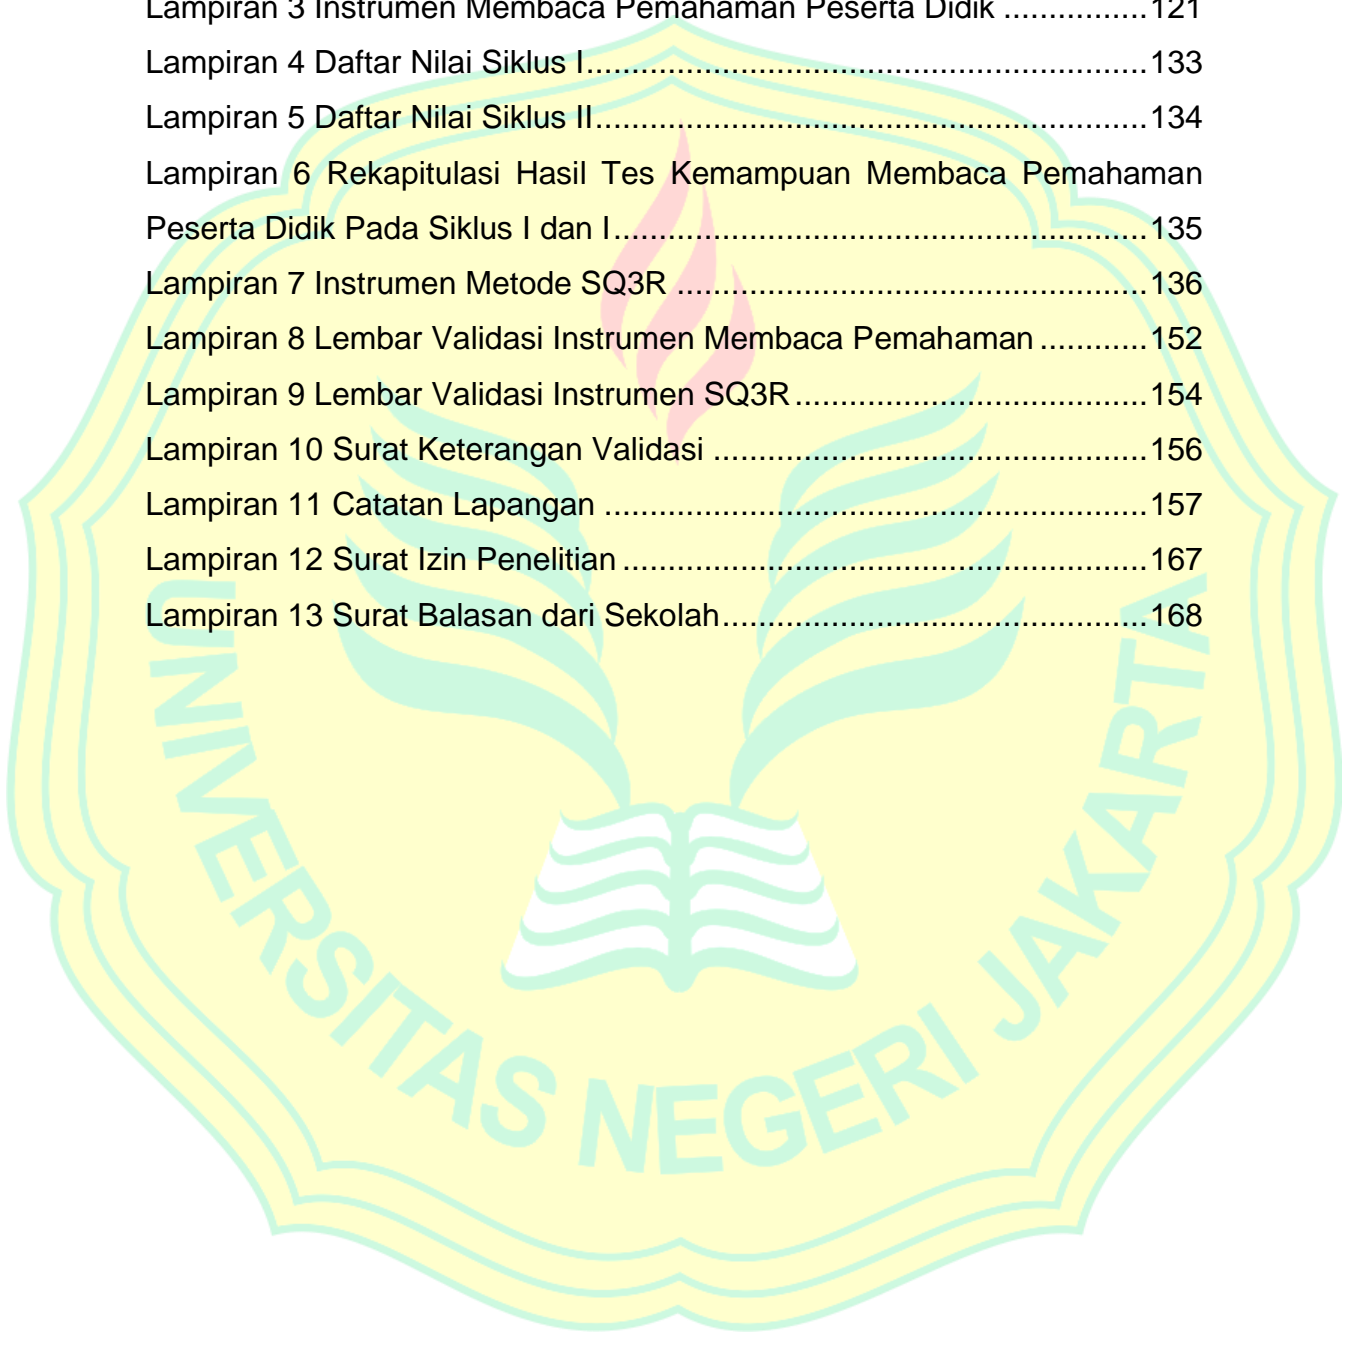 Lampiran 3 Instrumen Membaca Pemahaman Peserta Didik ................121
Lampiran 4 Daftar Nilai Siklus I..............................................................133
Lampiran 5 Daftar Nilai Siklus II.............................................................134
Lampiran 6 Rekapitulasi Hasil Tes Kemampuan Membaca Pemahaman
Peserta Didik Pada Siklus I dan I...........................................................135
Lampiran 7 Instrumen Metode SQ3R ....................................................136
Lampiran 8 Lembar Validasi Instrumen Membaca Pemahaman ............152
Lampiran 9 Lembar Validasi Instrumen SQ3R.......................................154
Lampiran 10 Surat Keterangan Validasi ................................................156
Lampiran 11 Catatan Lapangan ............................................................157
Lampiran 12 Surat Izin Penelitian..........................................................167
Lampiran 13 Surat Balasan dari Sekolah...............................................168
UNIVERSITAS NEGERI JAKARTA